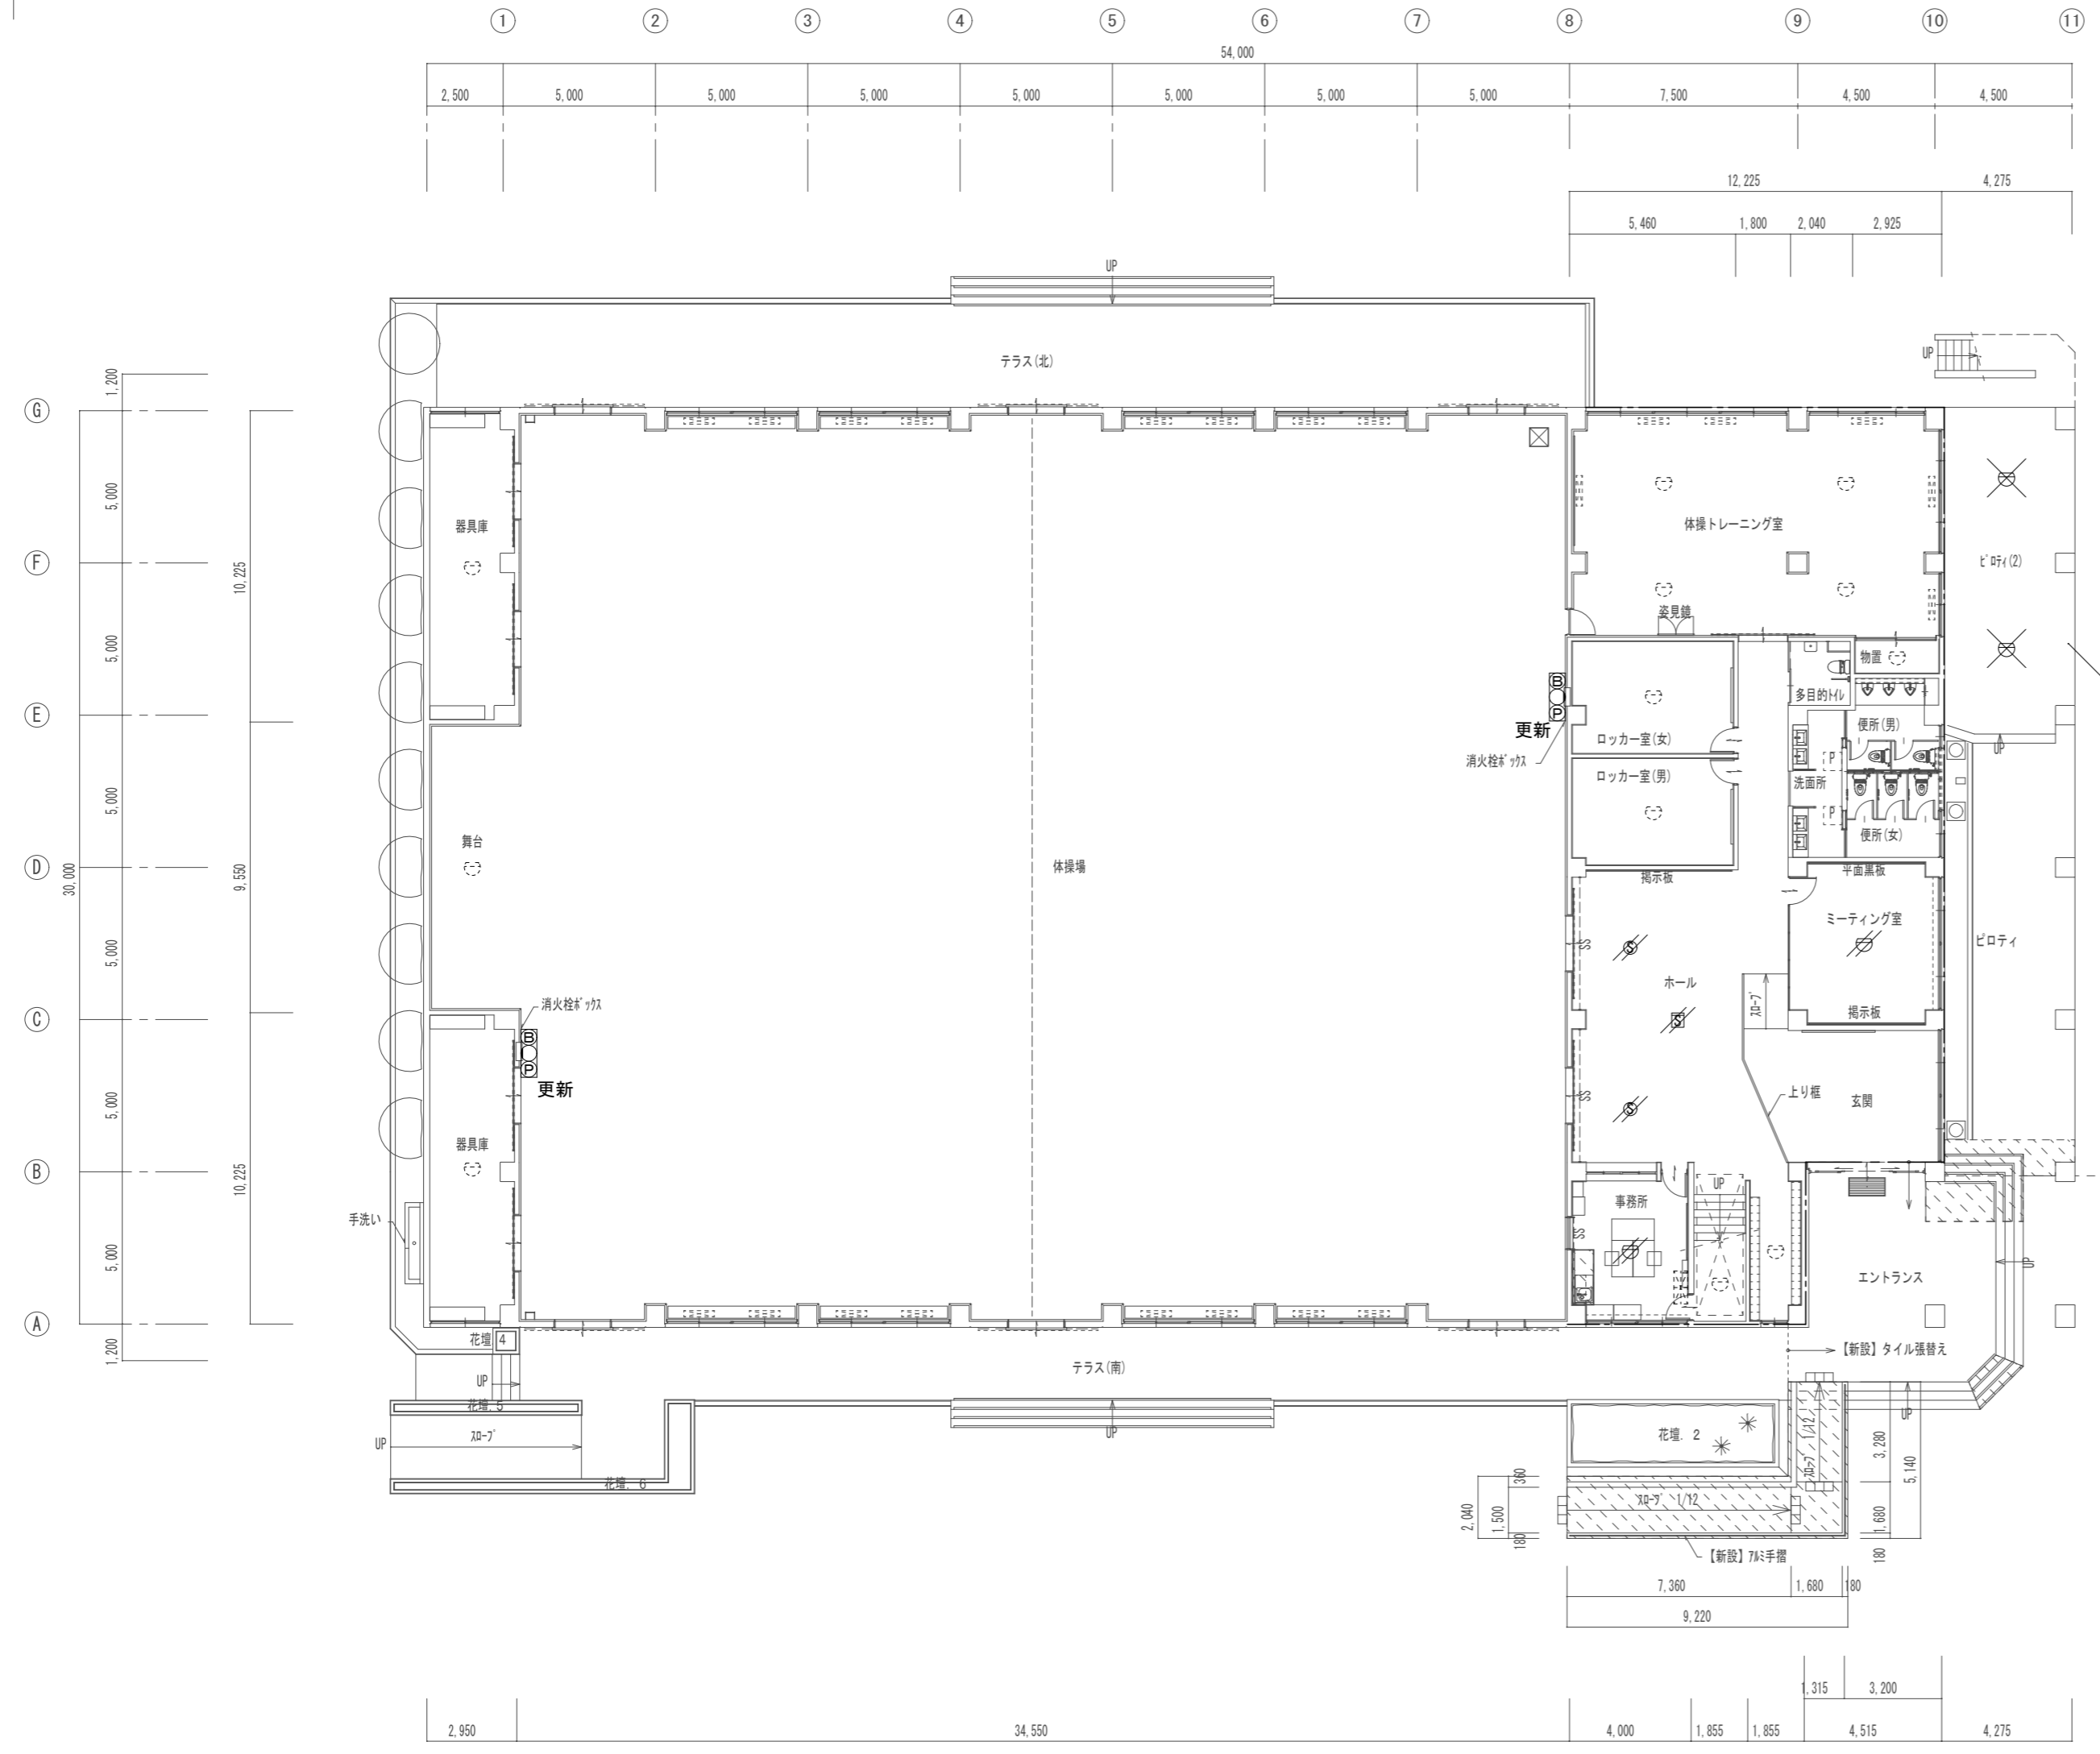 ① ② ③ ④ ⑤ ⑥ ⑦ ⑧ ⑨ ⑩ ⑪
54,000
2,500 5,000 5,000 5,000 5,000 5,000 5,000 5,000 7,500 4,500 4,500
12,225 4,275
5,460 1,800 2,040 2,925
UP
テラス(北)
UP
Ⓖ
Ⓕ
Ⓔ
Ⓓ
Ⓒ
Ⓑ
Ⓐ
1,200
5,000
5,000
5,000
5,000
5,000
5,000
1,200
30,000
10,225
9,550
10,225
器具庫
体操トレーニング室
ピロティ(2)
姿見鏡
物置
多目的トイレ
B
P
更新
消火栓ボックス
ロッカー室(女)
便所(男)
UP
P
ロッカー室(男)
洗面所
P
便所(女)
舞台
体操場
掲示板
平面黒板
ミーティング室
SS
S
ピロティ
ホール
スロープ
掲示板
消火栓ボックス
B
P
更新
S
SS
S
上り框
玄関
器具庫
手洗い
事務所
UP
SS
エントランス
UP
花壇 4
テラス(南)
【新設】タイル張替え
UP
花壇.5
UP スロープ
花壇. 6
UP
花壇. 2
スロープ 1/12
UP
3,280
5,140
1,680
180
360
1,500
2,040
180
スロープ 1/12
【新設】アルミ手摺
7,360 1,680 180
9,220
1,315 3,200
2,950 34,550 4,000 1,855 1,855 4,515 4,275